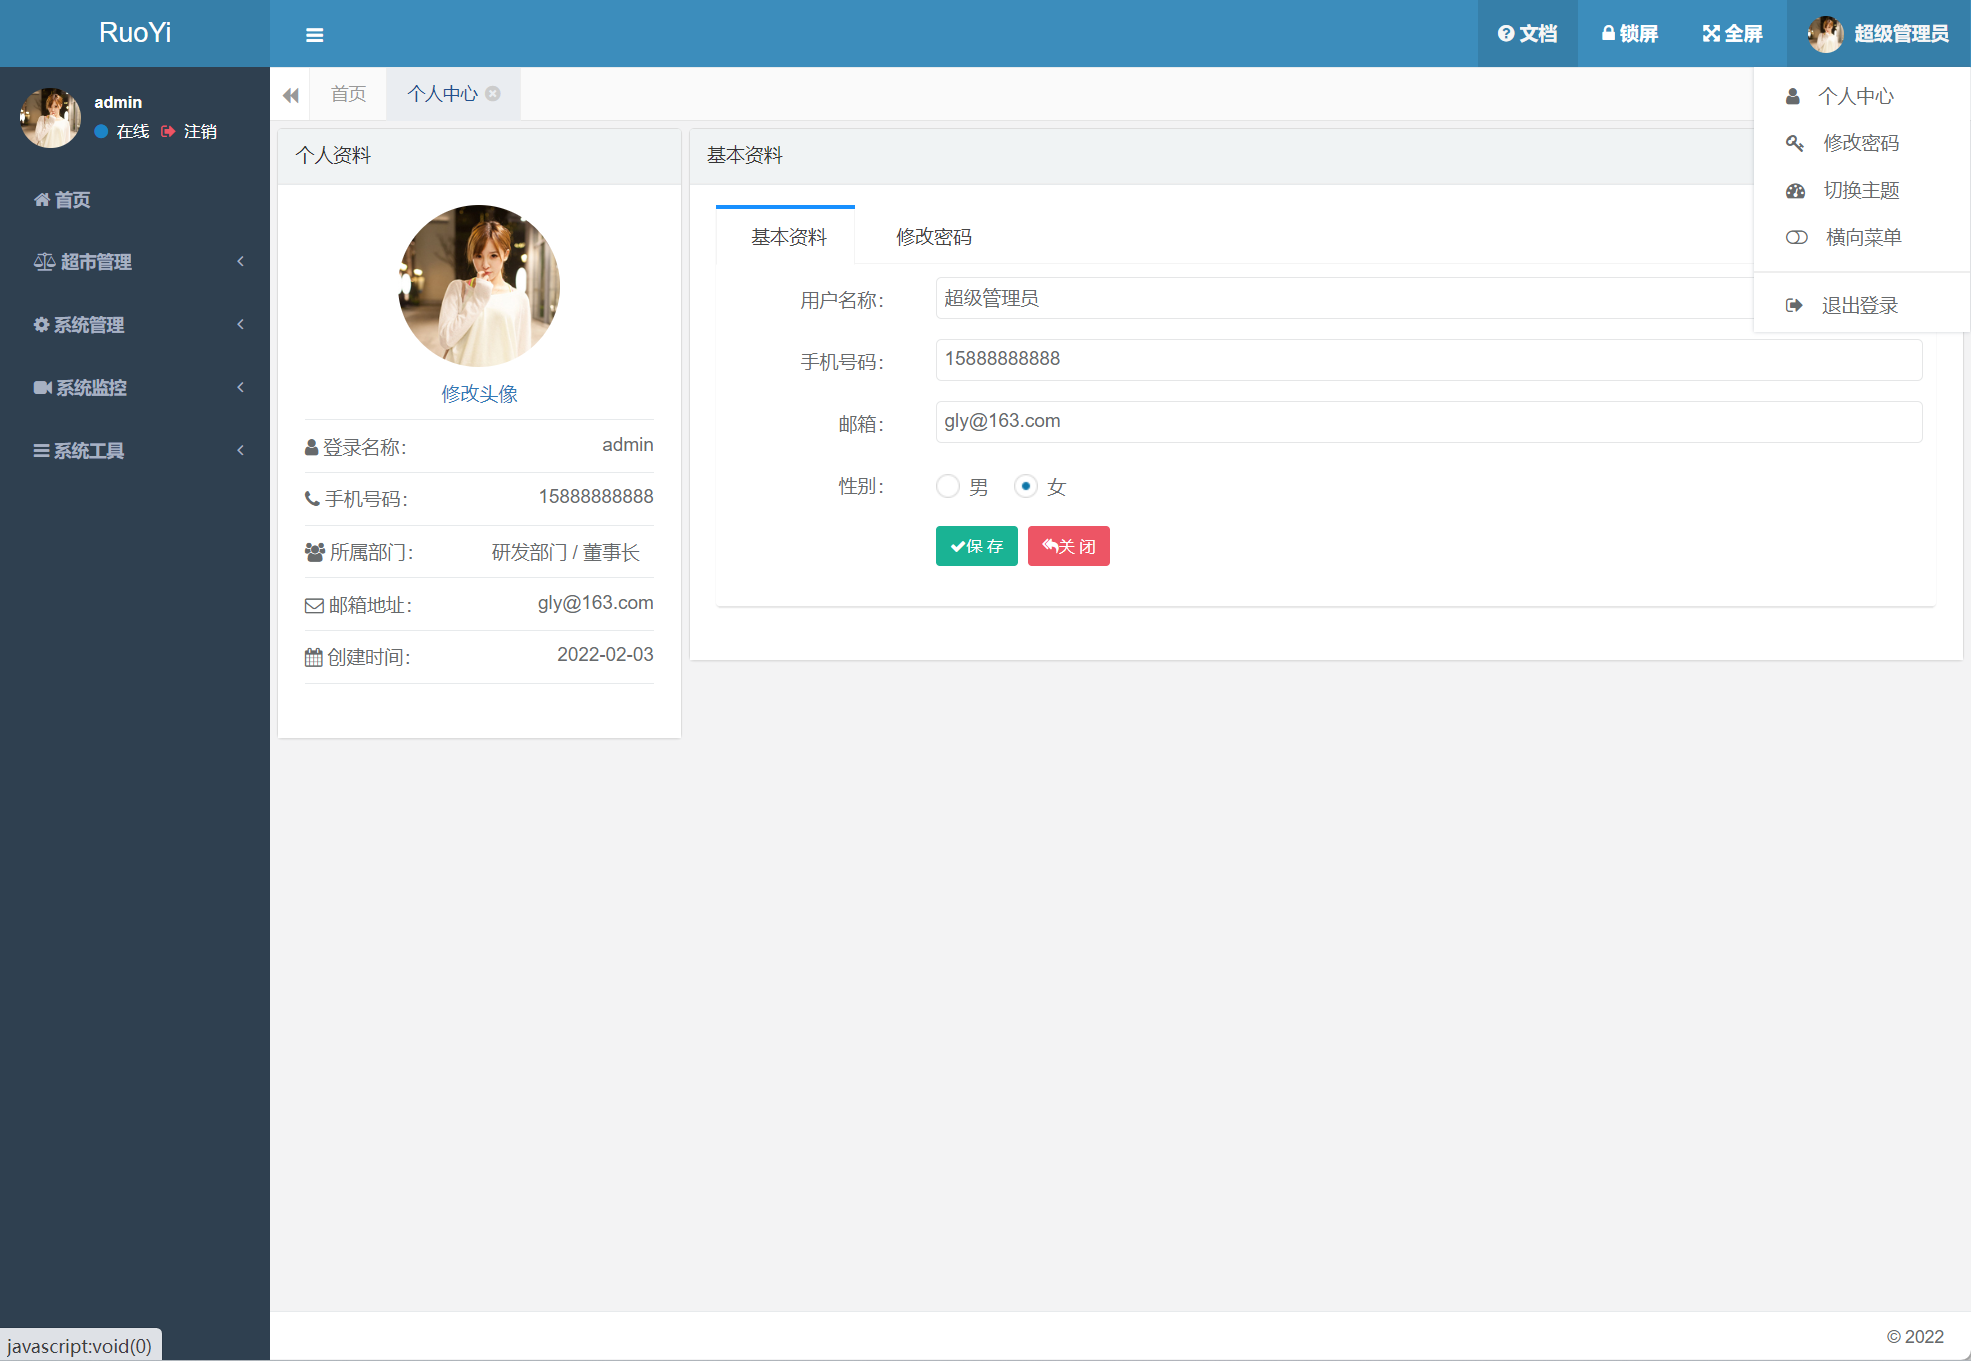 RuoYi
文档
锁屏
全屏
超级管理员
admin
在线 注销
首页
超市管理
系统管理
系统监控
系统工具
首页
个人中心
个人资料
修改头像
登录名称： admin
手机号码： 15888888888
所属部门： 研发部门 / 董事长
邮箱地址： gly@163.com
创建时间： 2022-02-03
基本资料
基本资料 修改密码
用户名称： 超级管理员
手机号码： 15888888888
邮箱： gly@163.com
性别： 男 女
保 存 关 闭
个人中心
修改密码
切换主题
横向菜单
退出登录
© 2022
javascript:void(0)